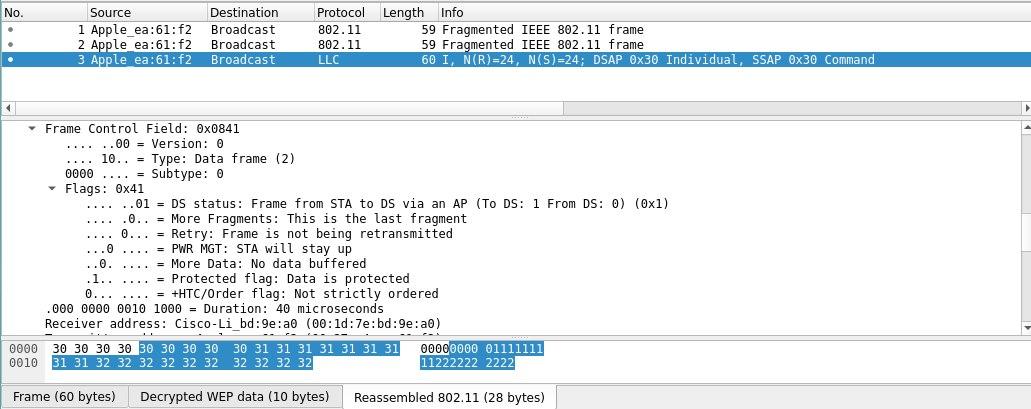 No. Source Destination Protocol Length Info
1 Apple_ea:61:f2 Broadcast 802.11 59 Fragmented IEEE 802.11 frame
2 Apple_ea:61:f2 Broadcast 802.11 59 Fragmented IEEE 802.11 frame
3 Apple_ea:61:f2 Broadcast LLC 60 I, N(R)=24, N(S)=24; DSAP 0x30 Individual, SSAP 0x30 Command
Frame Control Field: 0x0841
.... ..00 = Version: 0
.... 10.. = Type: Data frame (2)
0000 .... = Subtype: 0
Flags: 0x41
.... ..01 = DS status: Frame from STA to DS via an AP (To DS: 1 From DS: 0) (0x1)
.... .0.. = More Fragments: This is the last fragment
.... 0... = Retry: Frame is not being retransmitted
...0 .... = PWR MGT: STA will stay up
..0. .... = More Data: No data buffered
.1.. .... = Protected flag: Data is protected
0... .... = +HTC/Order flag: Not strictly ordered
.000 0000 0010 1000 = Duration: 40 microseconds
Receiver address: Cisco-Li_bd:9e:a0 (00:1d:7e:bd:9e:a0)
0000 30 30 30 30 30 30 30 30 30 31 31 31 31 31 31 31 00000000 01111111
0010 31 31 32 32 32 32 32 32 32 32 32 32 11222222 2222
Frame (60 bytes) Decrypted WEP data (10 bytes) Reassembled 802.11 (28 bytes)